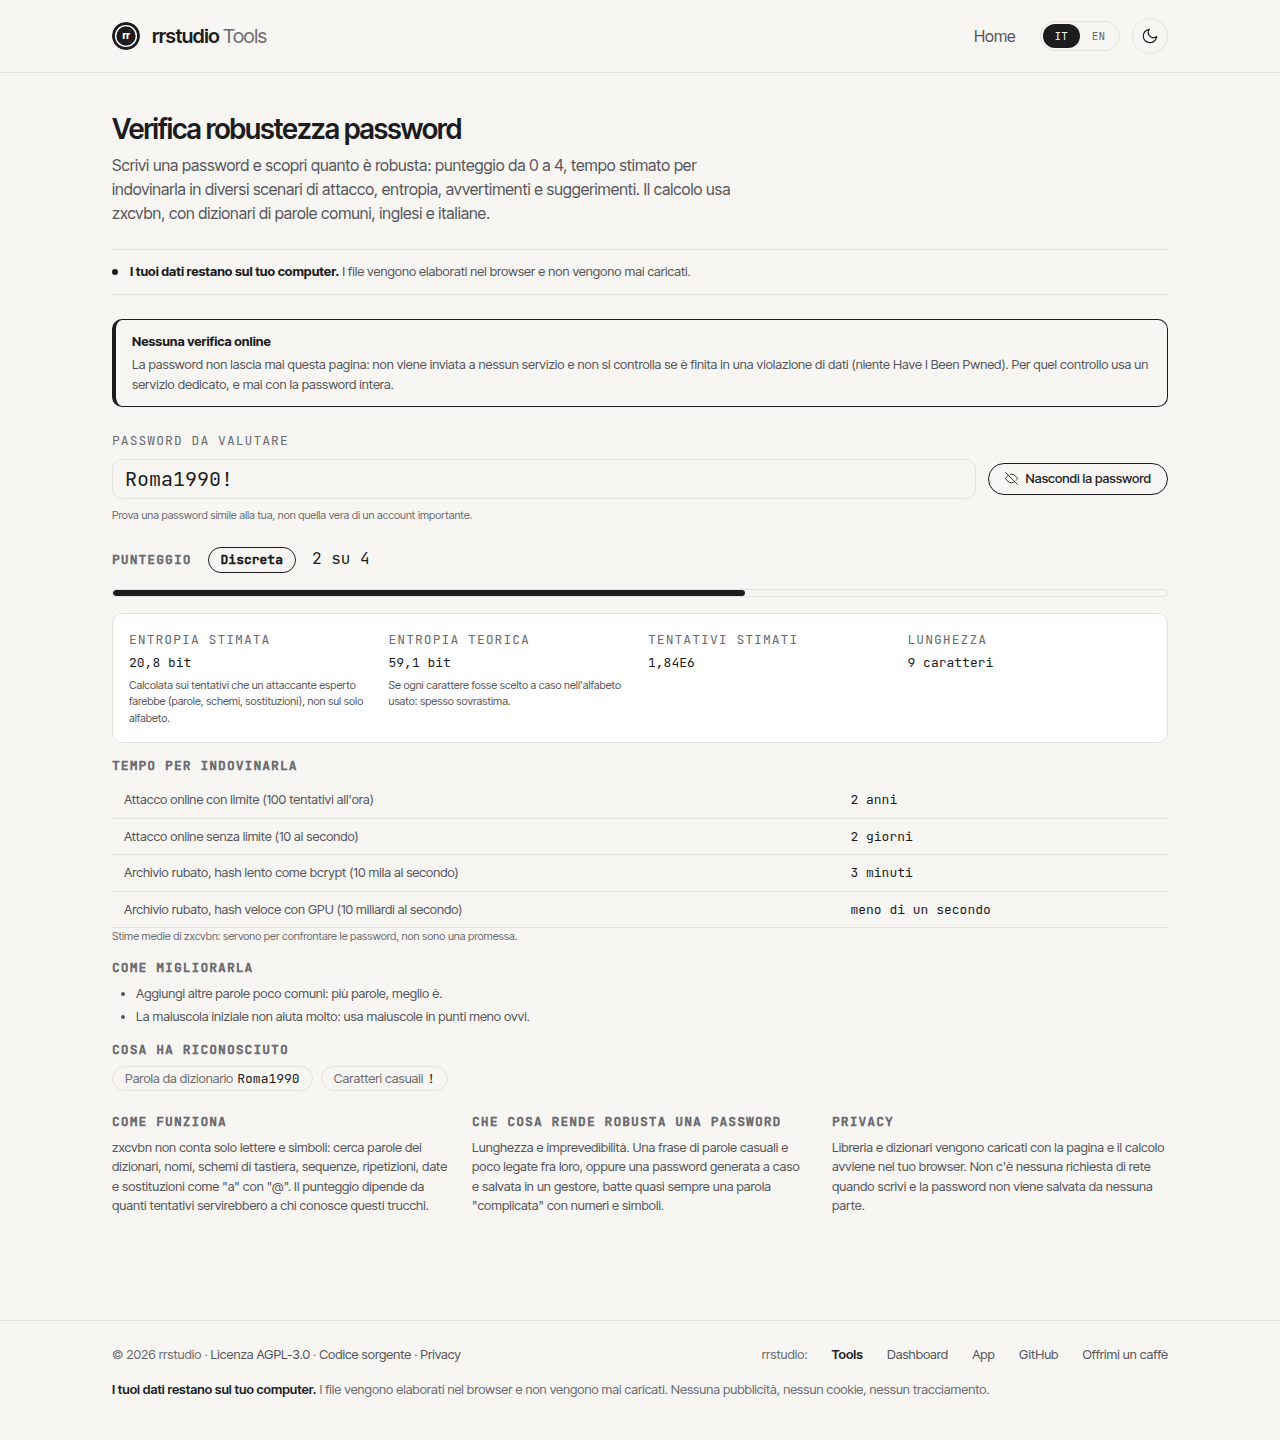 rr rrstudio Tools
Home
IT EN
Verifica robustezza password
Scrivi una password e scopri quanto è robusta: punteggio da 0 a 4, tempo stimato per
indovinarla in diversi scenari di attacco, entropia, avvertimenti e suggerimenti. Il calcolo usa
zxcvbn, con dizionari di parole comuni, inglesi e italiane.
I tuoi dati restano sul tuo computer. I file vengono elaborati nel browser e non vengono mai caricati.
Nessuna verifica online
La password non lascia mai questa pagina: non viene inviata a nessun servizio e non si controlla se è finita in una violazione di dati (niente Have I Been Pwned). Per quel controllo usa un
servizio dedicato, e mai con la password intera.
PASSWORD DA VALUTARE
Roma1990!
Nascondi la password
Prova una password simile alla tua, non quella vera di un account importante.
PUNTEGGIO Discreta 2 su 4
ENTROPIA STIMATA
20,8 bit
Calcolata sui tentativi che un attaccante esperto
farebbe (parole, schemi, sostituzioni), non sul solo
alfabeto.
ENTROPIA TEORICA
59,1 bit
Se ogni carattere fosse scelto a caso nell'alfabeto
usato: spesso sovrastima.
TENTATIVI STIMATI
1,84E6
LUNGHEZZA
9 caratteri
TEMPO PER INDOVINARLA
Attacco online con limite (100 tentativi all'ora) 2 anni
Attacco online senza limite (10 al secondo) 2 giorni
Archivio rubato, hash lento come bcrypt (10 mila al secondo) 3 minuti
Archivio rubato, hash veloce con GPU (10 miliardi al secondo) meno di un secondo
Stime medie di zxcvbn: servono per confrontare le password, non sono una promessa.
COME MIGLIORARLA
• Aggiungi altre parole poco comuni: più parole, meglio è.
• La maiuscola iniziale non aiuta molto: usa maiuscole in punti meno ovvi.
COSA HA RICONOSCIUTO
Parola da dizionario Roma1990
Caratteri casuali !
COME FUNZIONA
zxcvbn non conta solo lettere e simboli: cerca parole dei
dizionari, nomi, schemi di tastiera, sequenze, ripetizioni, date
e sostituzioni come "a" con "@". Il punteggio dipende da
quanti tentativi servirebbero a chi conosce questi trucchi.
CHE COSA RENDE ROBUSTA UNA PASSWORD
Lunghezza e imprevedibilità. Una frase di parole casuali e
poco legate fra loro, oppure una password generata a caso
e salvata in un gestore, batte quasi sempre una parola
"complicata" con numeri e simboli.
PRIVACY
Libreria e dizionari vengono caricati con la pagina e il calcolo
avviene nel tuo browser. Non c'è nessuna richiesta di rete
quando scrivi e la password non viene salvata da nessuna
parte.
© 2026 rrstudio · Licenza AGPL-3.0 · Codice sorgente · Privacy
rrstudio: Tools Dashboard App GitHub Offrimi un caffè
I tuoi dati restano sul tuo computer. I file vengono elaborati nel browser e non vengono mai caricati. Nessuna pubblicità, nessun cookie, nessun tracciamento.